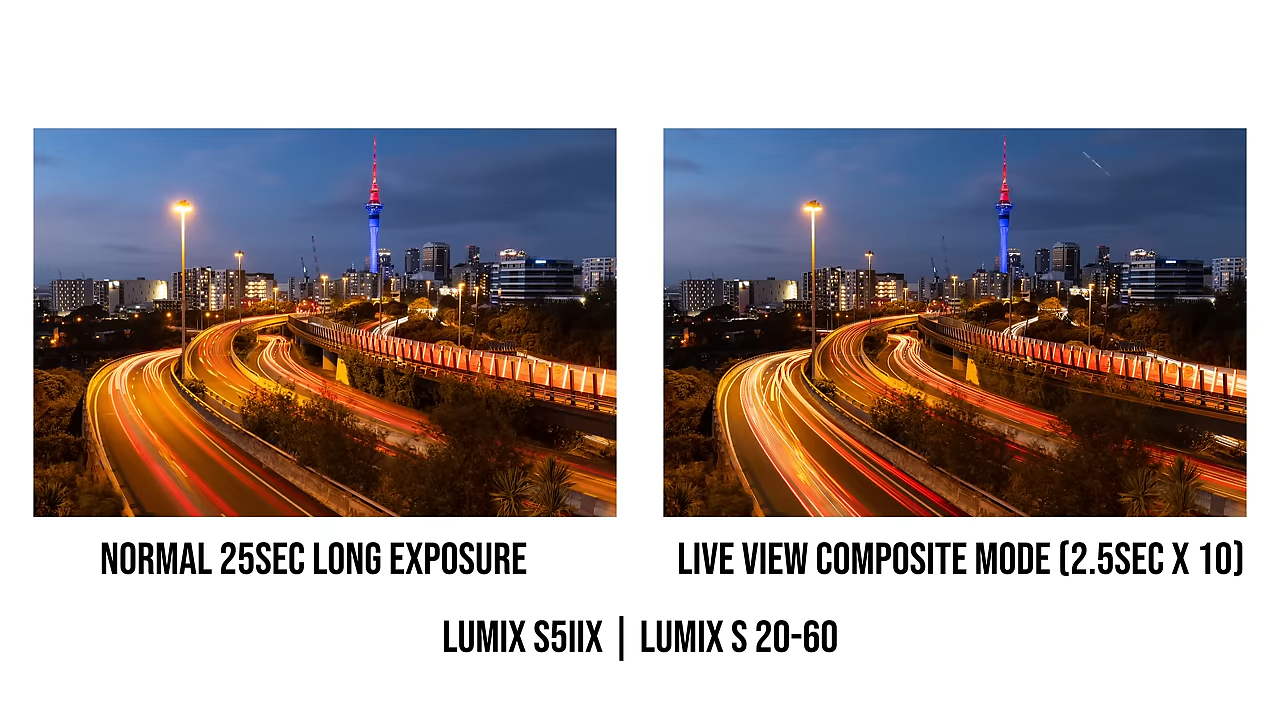 NORMAL 25SEC LONG EXPOSURE
LIVE VIEW COMPOSITE MODE (2.5SEC X 10)
LUMIX S5IIX | LUMIX S 20-60